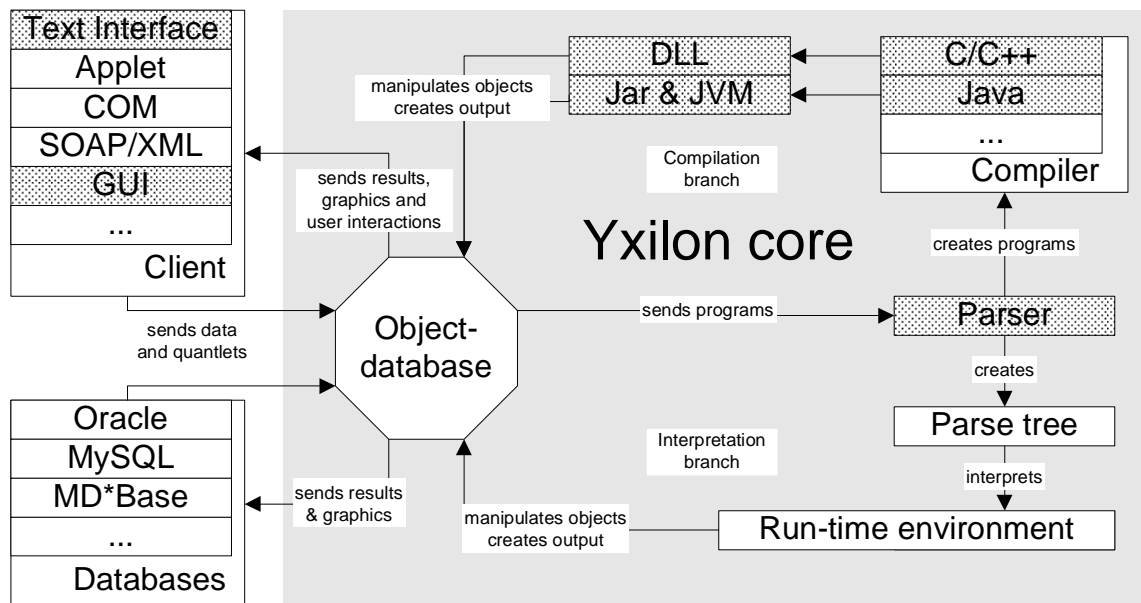 Text Interface
Applet
COM
SOAP/XML
GUI
...
Client
sends data
and quantlets
Oracle
MySQL
MD*Base
...
Databases
manipulates objects
creates output
sends results,
graphics and
user interactions
Object-
database
sends results
& graphics
DLL
Jar & JVM
C/C++
Java
...
Compiler
Compilation
branch
Yxilon core
creates programs
sends programs
Parser
creates
Parse tree
Interpretation
branch
interprets
manipulates objects
creates output
Run-time environment